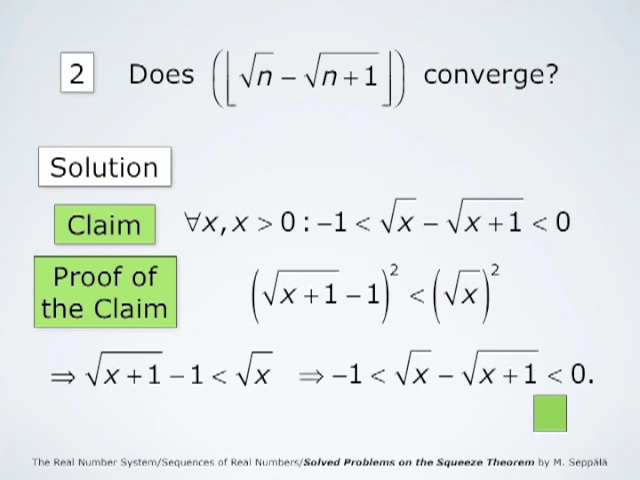 2 Does (⌊√n − √(n+1)⌋) converge?
Solution
Claim ∀x, x > 0 : −1 < √x − √(x+1) < 0
Proof of
the Claim
(√(x+1) − 1)² < (√x)²
⇒ √(x+1) − 1 < √x ⇒ −1 < √x − √(x+1) < 0.
The Real Number System/Sequences of Real Numbers/Solved Problems on the Squeeze Theorem by M. Seppälä